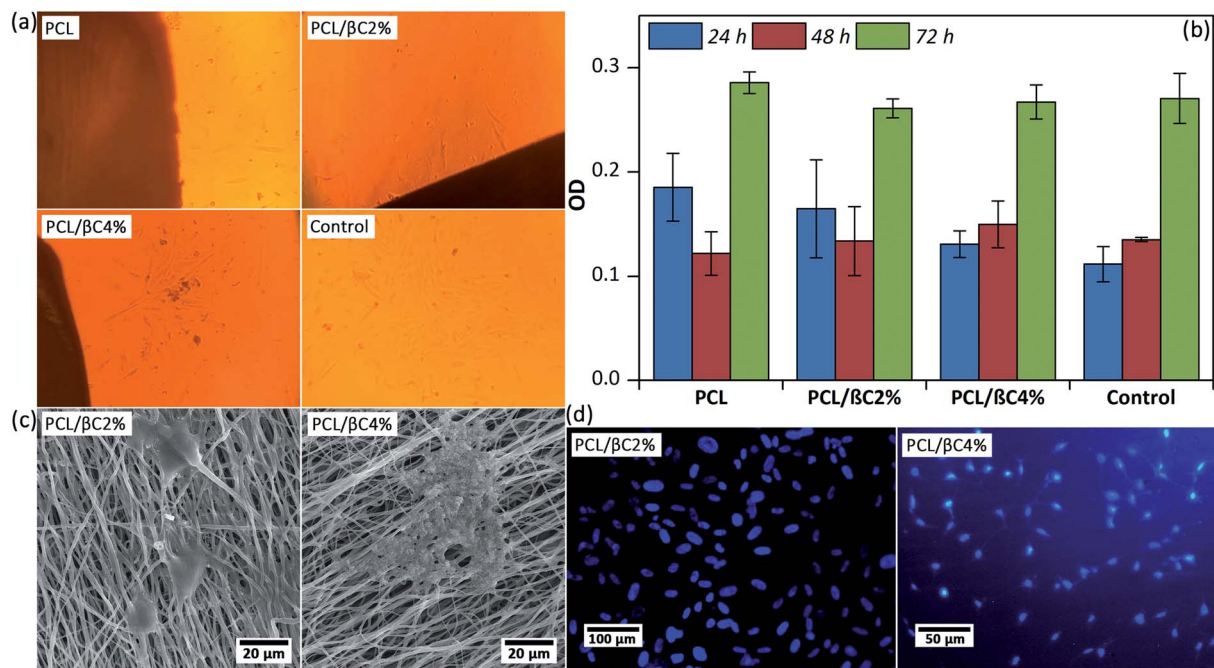 (a)
PCL
PCL/βC2%
PCL/βC4%
Control
(b)
24 h 48 h 72 h
0.3
0.2
0.1
0.0
OD
PCL PCL/ßC2% PCL/ßC4% Control
(c)
PCL/βC2%
20 µm
PCL/βC4%
20 µm
(d)
PCL/βC2%
100 µm
PCL/βC4%
50 µm